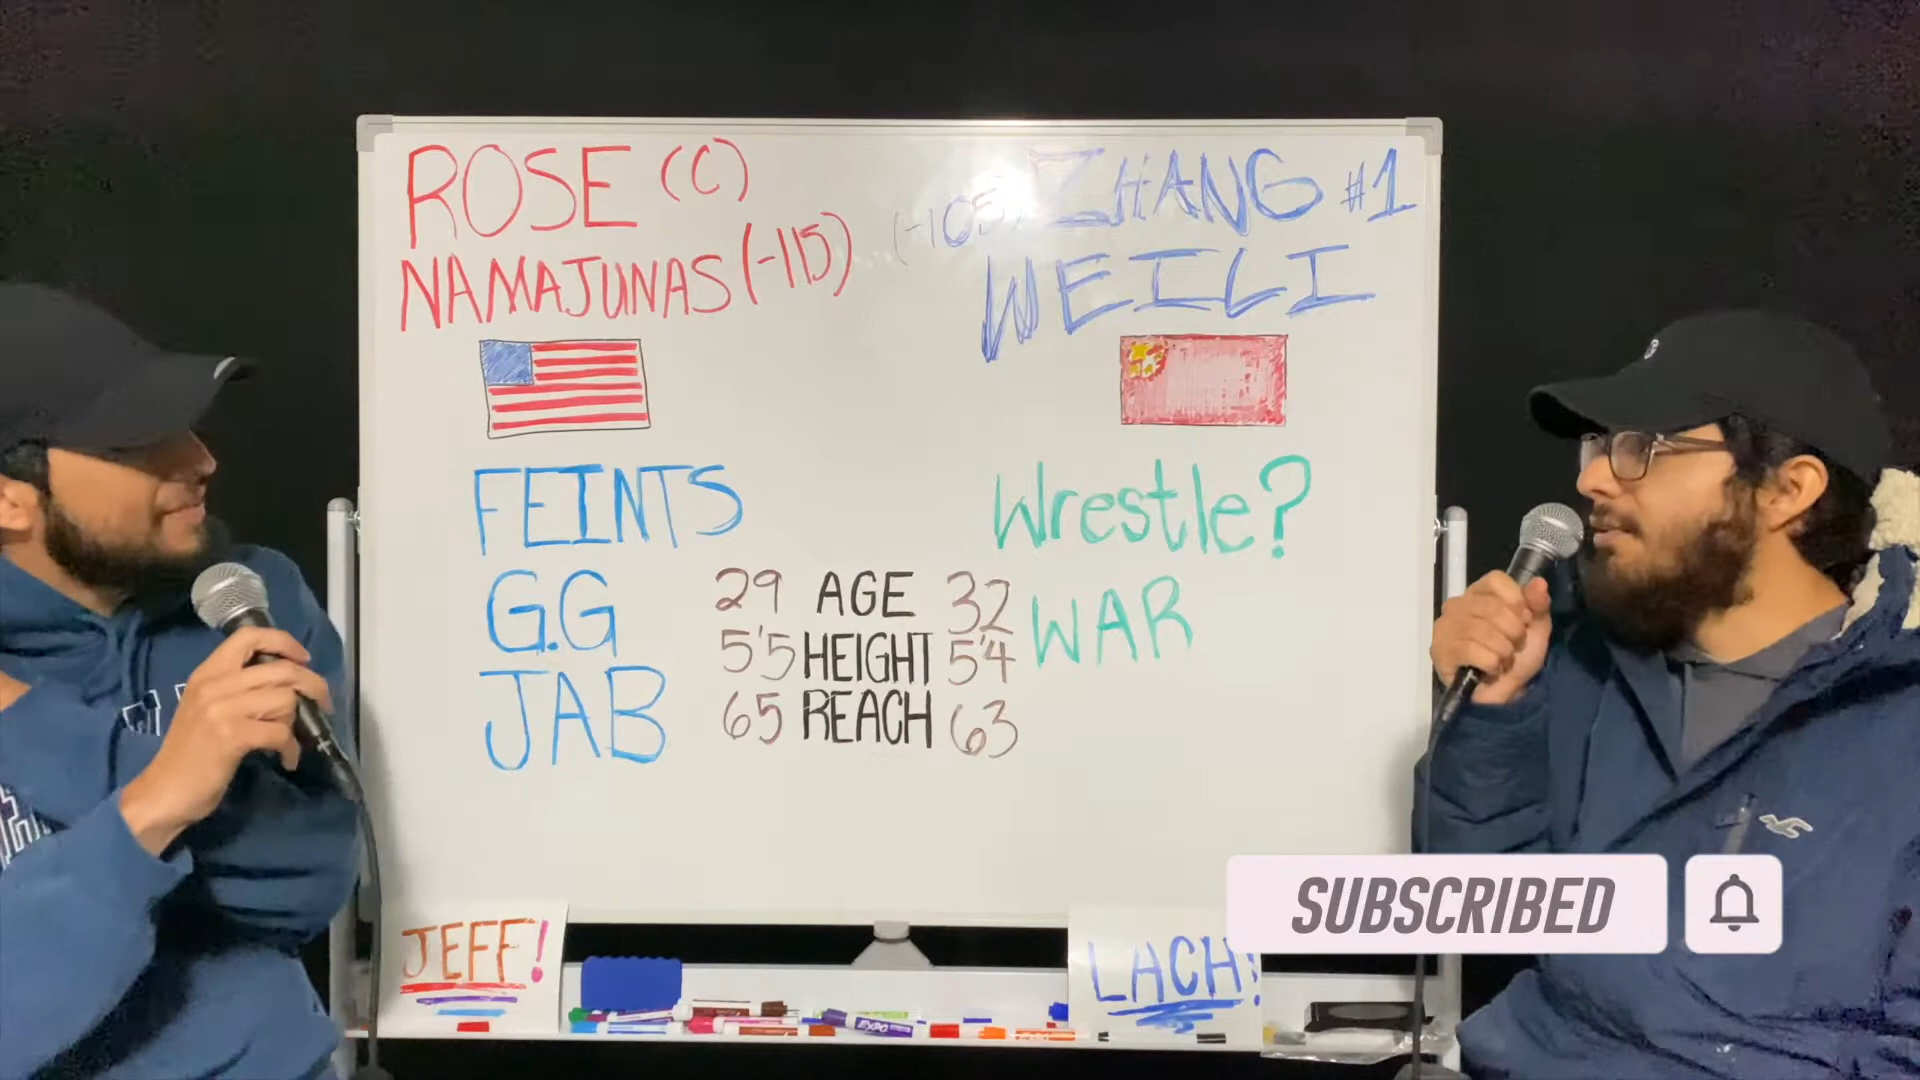 ROSE (C)
NAMAJUNAS (-115)
(-105) ZHANG #1
WEILI
FEINTS
G.G
JAB
Wrestle?
WAR
29 AGE 32
5'5 HEIGHT 5'4
65 REACH 63
JEFF!
LACH!
EXPO
SUBSCRIBED